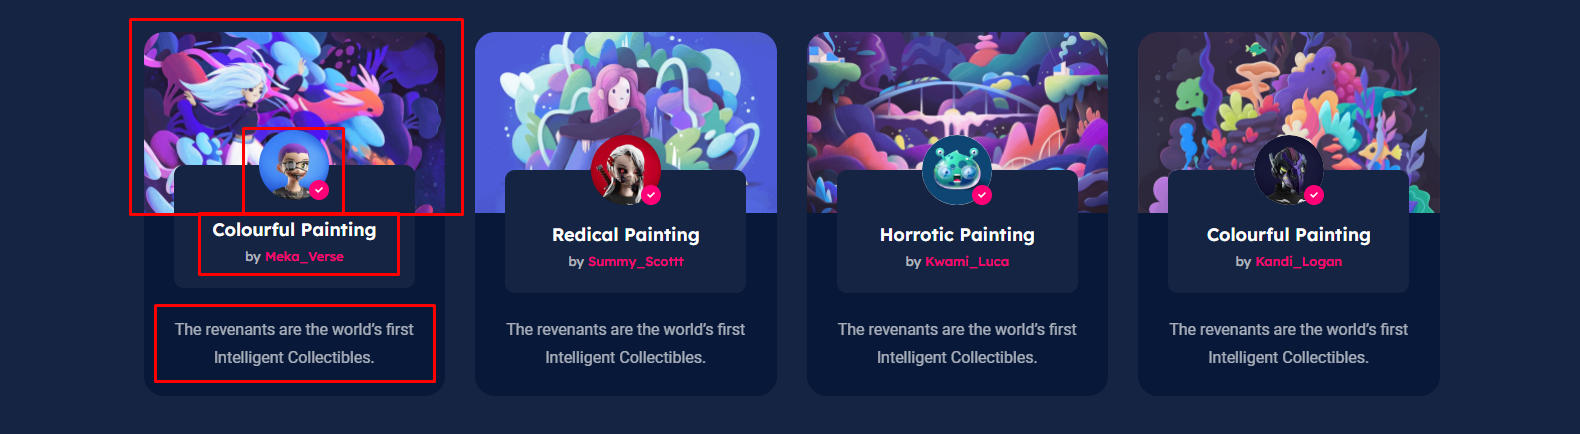 Colourful Painting
by Meka_Verse
The revenants are the world's first
Intelligent Collectibles.
Redical Painting
by Summy_Scottt
The revenants are the world's first
Intelligent Collectibles.
Horrotic Painting
by Kwami_Luca
The revenants are the world's first
Intelligent Collectibles.
Colourful Painting
by Kandi_Logan
The revenants are the world's first
Intelligent Collectibles.